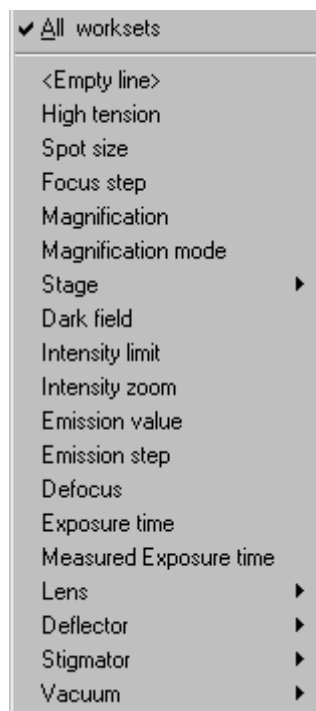 All worksets
<Empty line>
High tension
Spot size
Focus step
Magnification
Magnification mode
Stage
Dark field
Intensity limit
Intensity zoom
Emission value
Emission step
Defocus
Exposure time
Measured Exposure time
Lens
Deflector
Stigmator
Vacuum